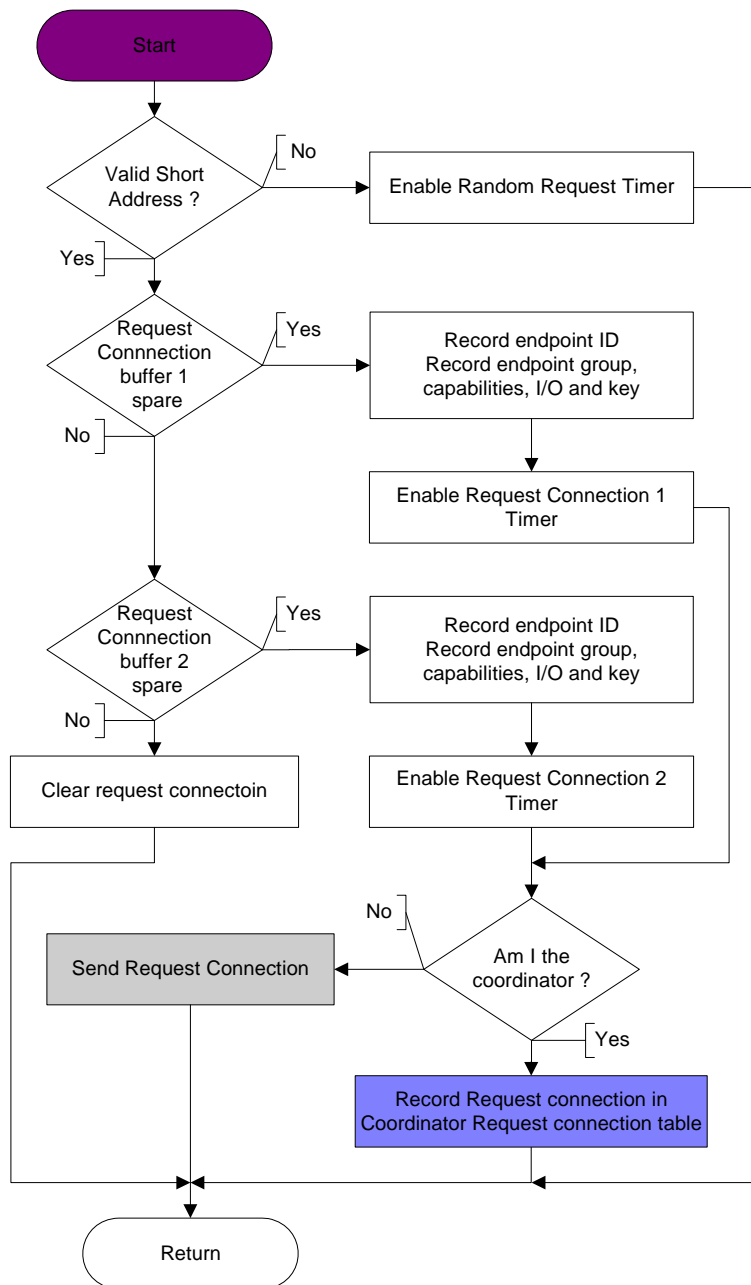 Start
No
Valid Short
Address ?
Enable Random Request Timer
Yes
Request
Connnection
buffer 1
spare
Yes
Record endpoint ID
Record endpoint group,
capabilities, I/O and key
No
Enable Request Connection 1
Timer
Request
Connnection
buffer 2
spare
Yes
Record endpoint ID
Record endpoint group,
capabilities, I/O and key
No
Clear request connectoin
Enable Request Connection 2
Timer
No
Am I the
coordinator ?
Send Request Connection
Yes
Record Request connection in
Coordinator Request connection table
Return